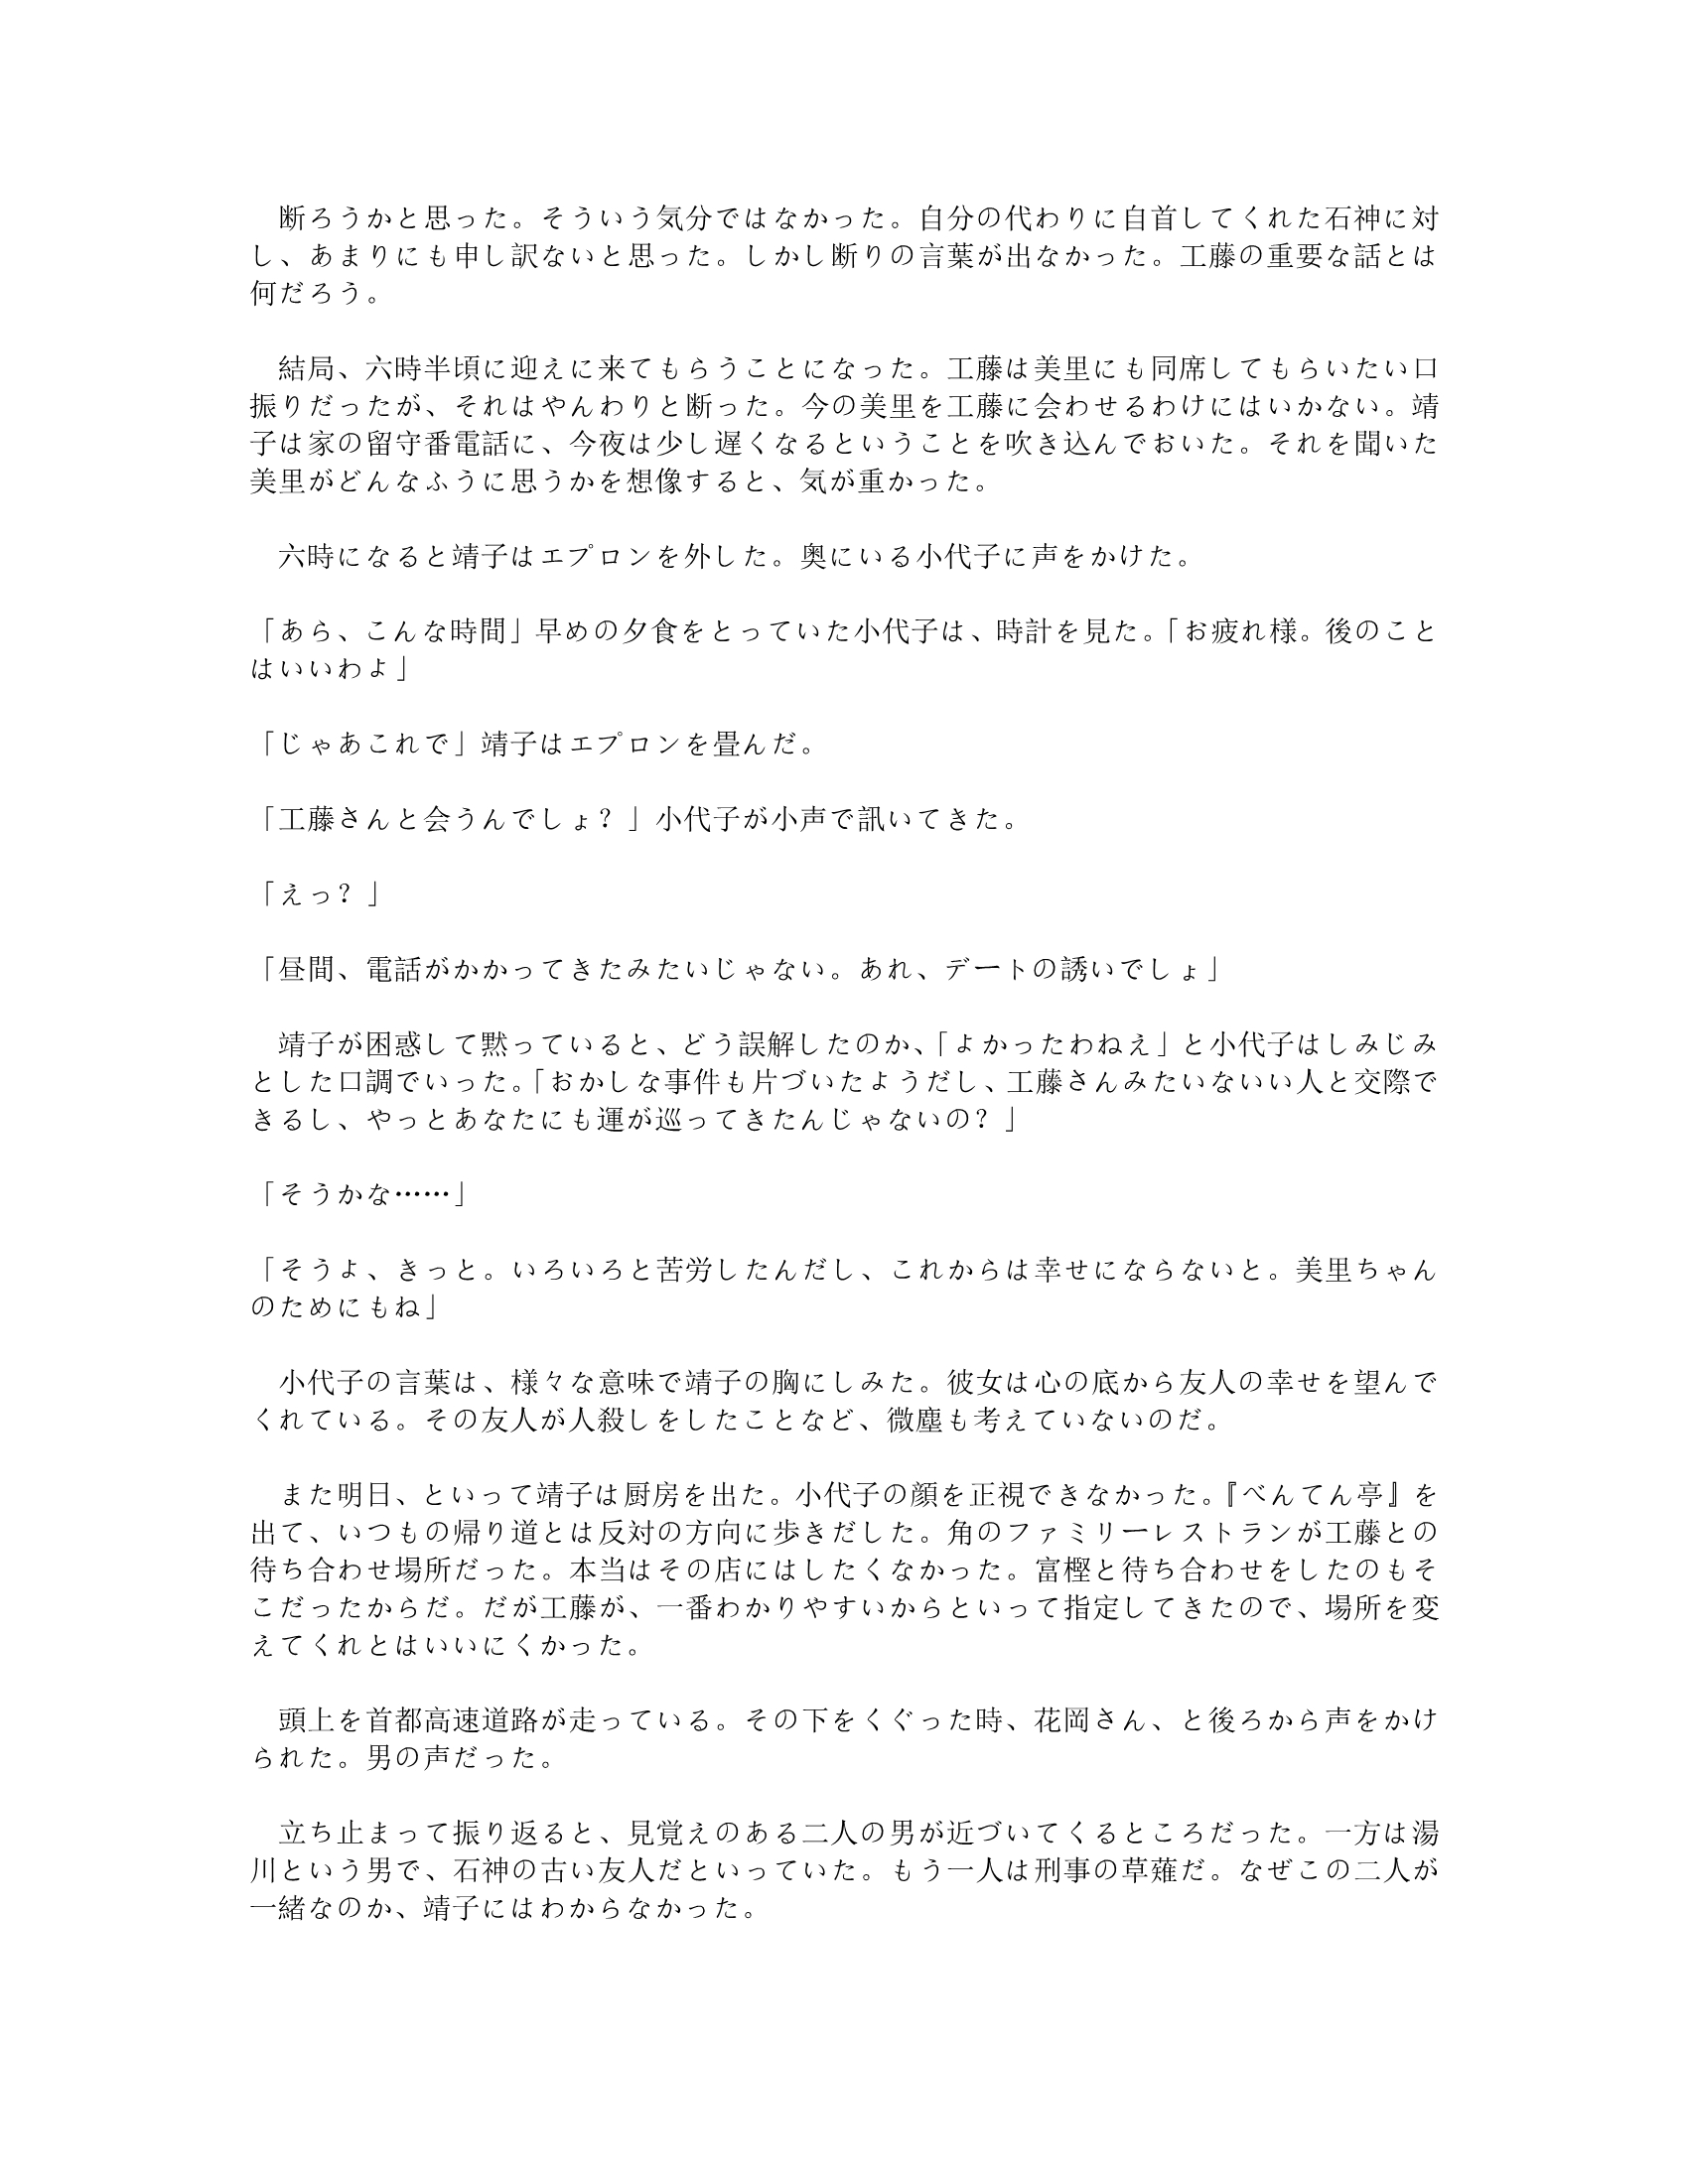 断ろうかと思った。そういう気分ではなかった。自分の代わりに自首してくれた石神に対
し、あまりにも申し訳ないと思った。しかし断りの言葉が出なかった。工藤の重要な話とは
何だろう。
　結局、六時半頃に迎えに来てもらうことになった。工藤は美里にも同席してもらいたい口
振りだったが、それはやんわりと断った。今の美里を工藤に会わせるわけにはいかない。靖
子は家の留守番電話に、今夜は少し遅くなるということを吹き込んでおいた。それを聞いた
美里がどんなふうに思うかを想像すると、気が重かった。
　六時になると靖子はエプロンを外した。奥にいる小代子に声をかけた。
「あら、こんな時間」早めの夕食をとっていた小代子は、時計を見た。「お疲れ様。後のこと
はいいわよ」
「じゃあこれで」靖子はエプロンを畳んだ。
「工藤さんと会うんでしょ？」小代子が小声で訊いてきた。
「えっ？」
「昼間、電話がかかってきたみたいじゃない。あれ、デートの誘いでしょ」
　靖子が困惑して黙っていると、どう誤解したのか、「よかったわねえ」と小代子はしみじみ
とした口調でいった。「おかしな事件も片づいたようだし、工藤さんみたいないい人と交際で
きるし、やっとあなたにも運が巡ってきたんじゃないの？」
「そうかな……」
「そうよ、きっと。いろいろと苦労したんだし、これからは幸せにならないと。美里ちゃん
のためにもね」
　小代子の言葉は、様々な意味で靖子の胸にしみた。彼女は心の底から友人の幸せを望んで
くれている。その友人が人殺しをしたことなど、微塵も考えていないのだ。
　また明日、といって靖子は厨房を出た。小代子の顔を正視できなかった。『べんてん亭』を
出て、いつもの帰り道とは反対の方向に歩きだした。角のファミリーレストランが工藤との
待ち合わせ場所だった。本当はその店にはしたくなかった。富樫と待ち合わせをしたのもそ
こだったからだ。だが工藤が、一番わかりやすいからといって指定してきたので、場所を変
えてくれとはいいにくかった。
　頭上を首都高速道路が走っている。その下をくぐった時、花岡さん、と後ろから声をかけ
られた。男の声だった。
　立ち止まって振り返ると、見覚えのある二人の男が近づいてくるところだった。一方は湯
川という男で、石神の古い友人だといっていた。もう一人は刑事の草薙だ。なぜこの二人が
一緒なのか、靖子にはわからなかった。